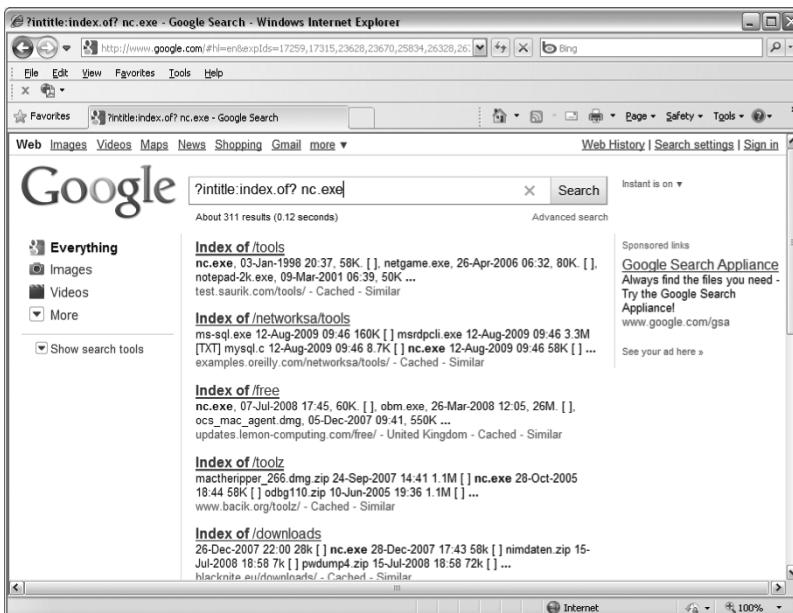 ?intitle:index.of? nc.exe - Google Search - Windows Internet Explorer
http://www.google.com/#hl=en&expIds=17259,17315,23628,23670,25834,26328,26
Bing
File Edit View Favorites Tools Help
Favorites
?intitle:index.of? nc.exe - Google Search
Page Safety Tools
Web Images Videos Maps News Shopping Gmail more ▼
Web History | Search settings | Sign in
Google
?intitle:index.of? nc.exe
Search
Instant is on ▼
About 311 results (0.12 seconds)
Advanced search
Everything
Images
Videos
More
Show search tools
Index of /tools
nc.exe, 03-Jan-1998 20:37, 58K. [ ], netgame.exe, 26-Apr-2006 06:32, 80K. [ ],
notepad-2k.exe, 09-Mar-2001 06:39, 50K ...
test.saurik.com/tools/ - Cached - Similar
Index of /networksa/tools
ms-sql.exe 12-Aug-2009 09:46 160K [ ] msrdpcli.exe 12-Aug-2009 09:46 3.3M
[TXT] mysql.c 12-Aug-2009 09:46 8.7K [ ] nc.exe 12-Aug-2009 09:46 58K [ ] ...
examples.oreilly.com/networksa/tools/ - Cached - Similar
Index of /free
nc.exe, 07-Jul-2008 17:45, 60K. [ ], obm.exe, 26-Mar-2008 12:05, 26M. [ ],
ocs_mac_agent.dmg, 05-Dec-2007 09:41, 550K ...
updates.lemon-computing.com/free/ - United Kingdom - Cached - Similar
Index of /toolz
mactheripper_266.dmg.zip 24-Sep-2007 14:41 1.1M [ ] nc.exe 28-Oct-2005
18:44 58K [ ] odbg110.zip 10-Jun-2005 19:36 1.1M [ ] ...
www.bacik.org/toolz/ - Cached - Similar
Index of /downloads
26-Dec-2007 22:00 28k [ ] nc.exe 28-Dec-2007 17:43 58k [ ] nimdaten.zip 15-
Jul-2008 18:58 7k [ ] pwdump4.zip 15-Jul-2008 18:58 72k [ ] ...
blacknite.eu/downloads/ - Cached - Similar
Sponsored links
Google Search Appliance
Always find the files you need -
Try the Google Search
Appliance!
www.google.com/gsa
See your ad here »
Internet
100%